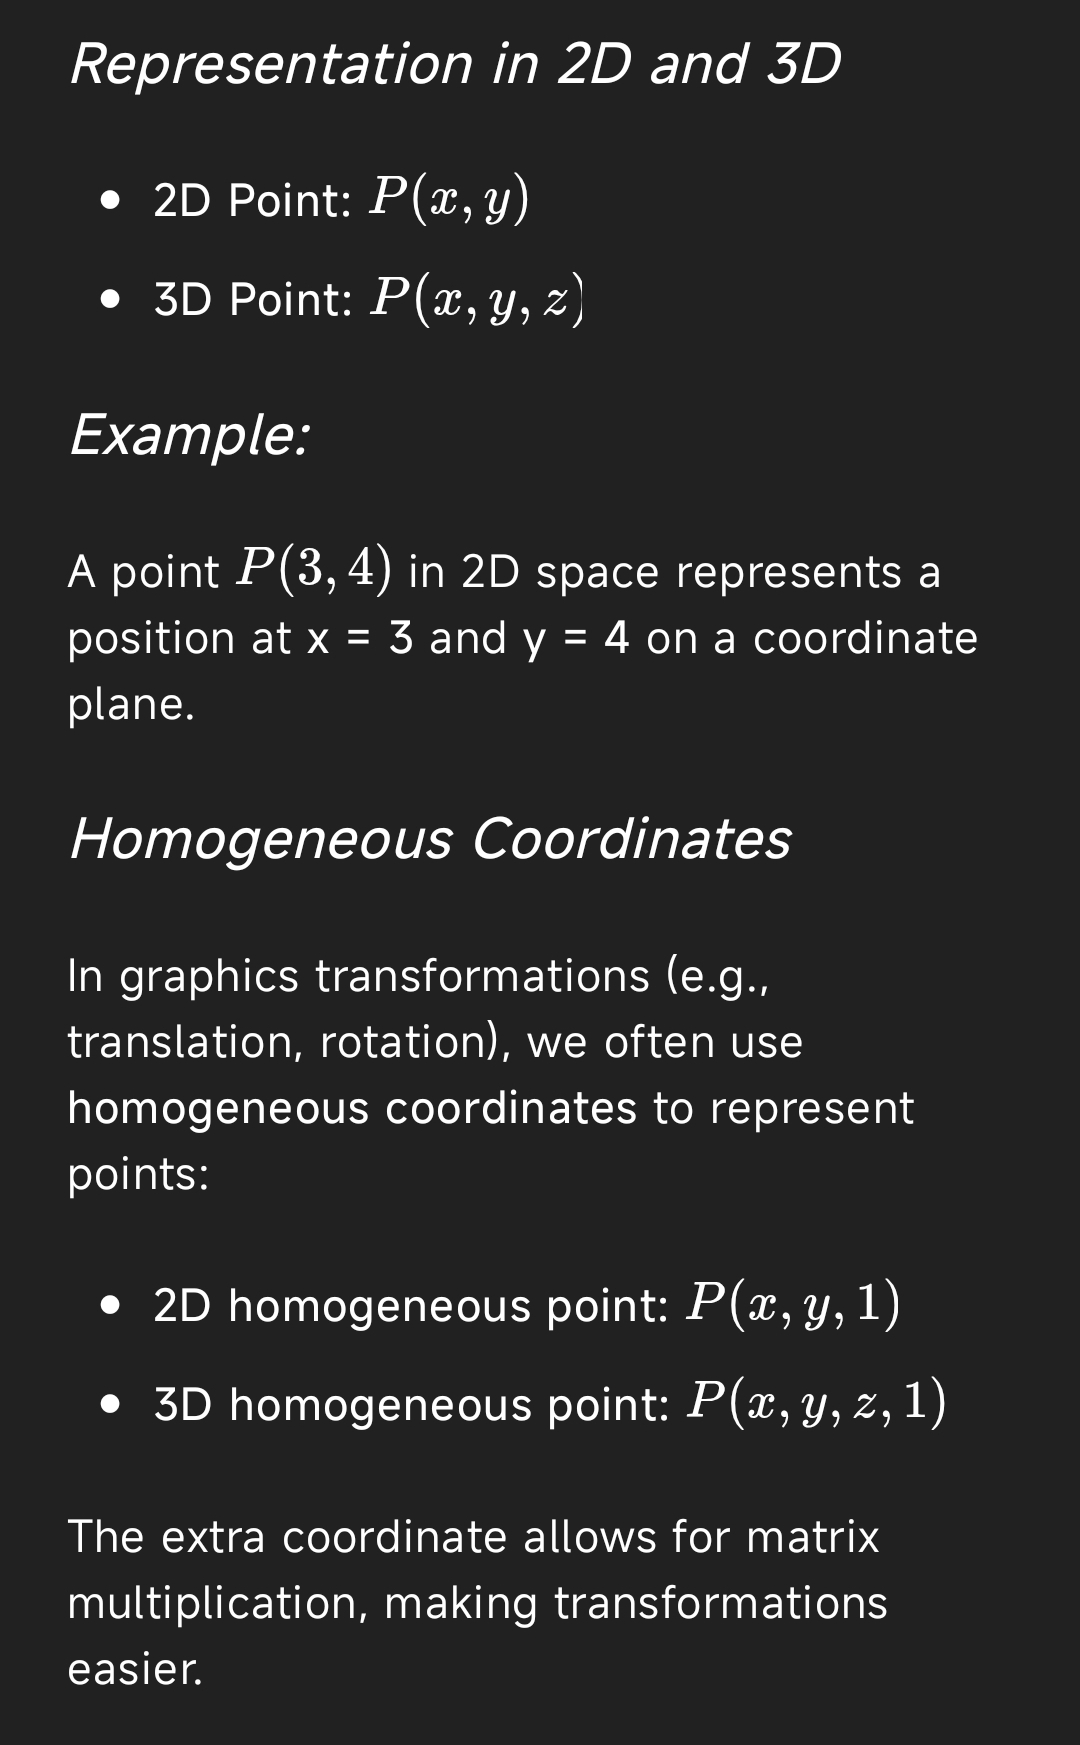 Representation in 2D and 3D
• 2D Point: P(x, y)
• 3D Point: P(x, y, z)
Example:
A point P(3, 4) in 2D space represents a
position at x = 3 and y = 4 on a coordinate
plane.
Homogeneous Coordinates
In graphics transformations (e.g.,
translation, rotation), we often use
homogeneous coordinates to represent
points:
• 2D homogeneous point: P(x, y, 1)
• 3D homogeneous point: P(x, y, z, 1)
The extra coordinate allows for matrix
multiplication, making transformations
easier.